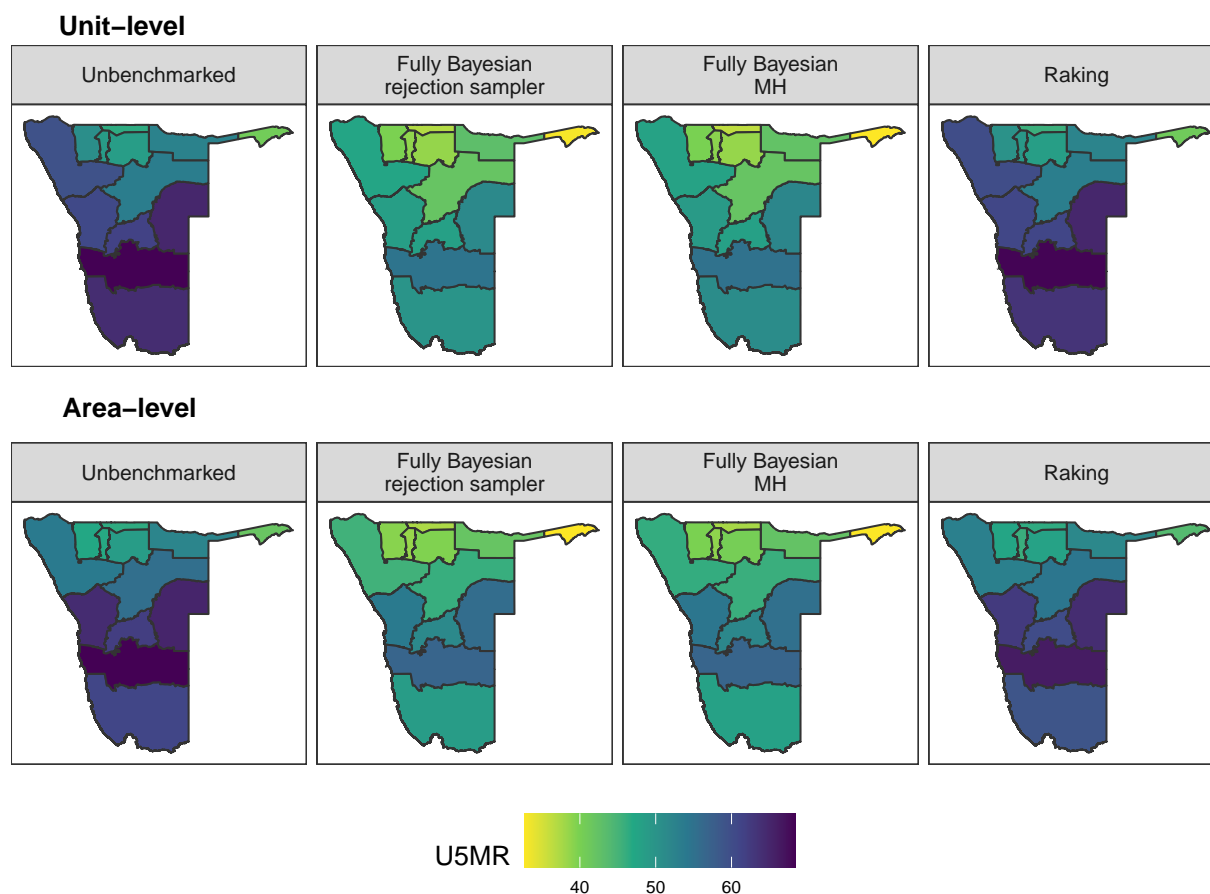 Unit−level
Unbenchmarked
Fully Bayesian
rejection sampler
Fully Bayesian
MH
Raking
Area−level
Unbenchmarked
Fully Bayesian
rejection sampler
Fully Bayesian
MH
Raking
U5MR
40 50 60